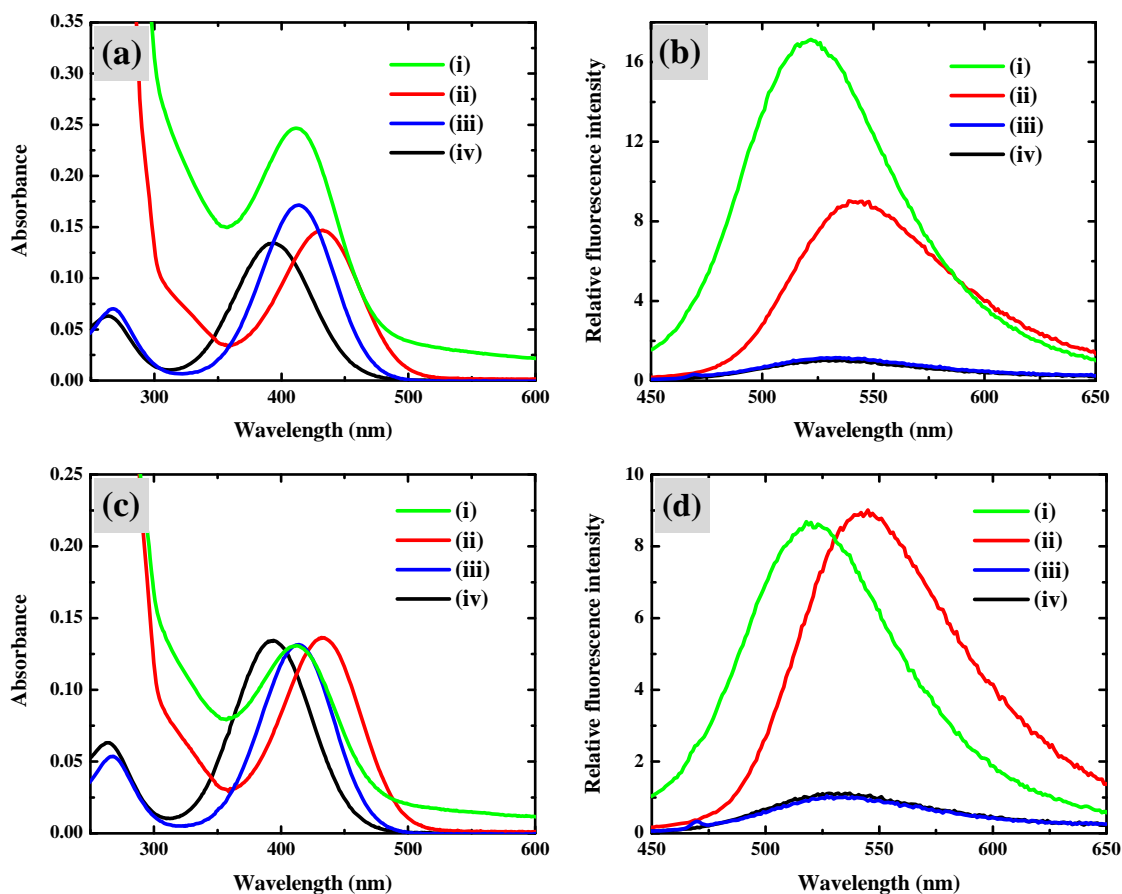 (a)
(i)
(ii)
(iii)
(iv)
0.35
0.30
0.25
0.20
0.15
0.10
0.05
0.00
300 400 500 600
Absorbance
Wavelength (nm)
(b)
(i)
(ii)
(iii)
(iv)
16
12
8
4
0
450 500 550 600 650
Relative fluorescence intensity
Wavelength (nm)
(c)
(i)
(ii)
(iii)
(iv)
0.25
0.20
0.15
0.10
0.05
0.00
300 400 500 600
Absorbance
Wavelength (nm)
(d)
(i)
(ii)
(iii)
(iv)
10
8
6
4
2
0
450 500 550 600 650
Relative fluorescence intensity
Wavelength (nm)